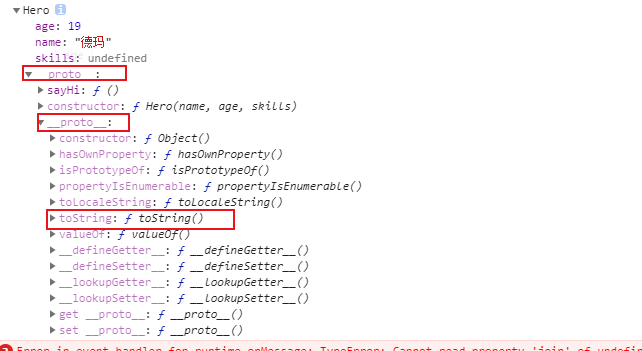 Hero i
age: 19
name: "德玛"
skills: undefined
__proto__:
sayHi: ƒ ()
constructor: ƒ Hero(name, age, skills)
__proto__:
constructor: ƒ Object()
hasOwnProperty: ƒ hasOwnProperty()
isPrototypeOf: ƒ isPrototypeOf()
propertyIsEnumerable: ƒ propertyIsEnumerable()
toLocaleString: ƒ toLocaleString()
toString: ƒ toString()
valueOf: ƒ valueOf()
__defineGetter__: ƒ __defineGetter__()
__defineSetter__: ƒ __defineSetter__()
__lookupGetter__: ƒ __lookupGetter__()
__lookupSetter__: ƒ __lookupSetter__()
get __proto__: ƒ __proto__()
set __proto__: ƒ __proto__()
Error in event handler for runtime.onMessage: TypeError: Cannot read property 'join' of undefin